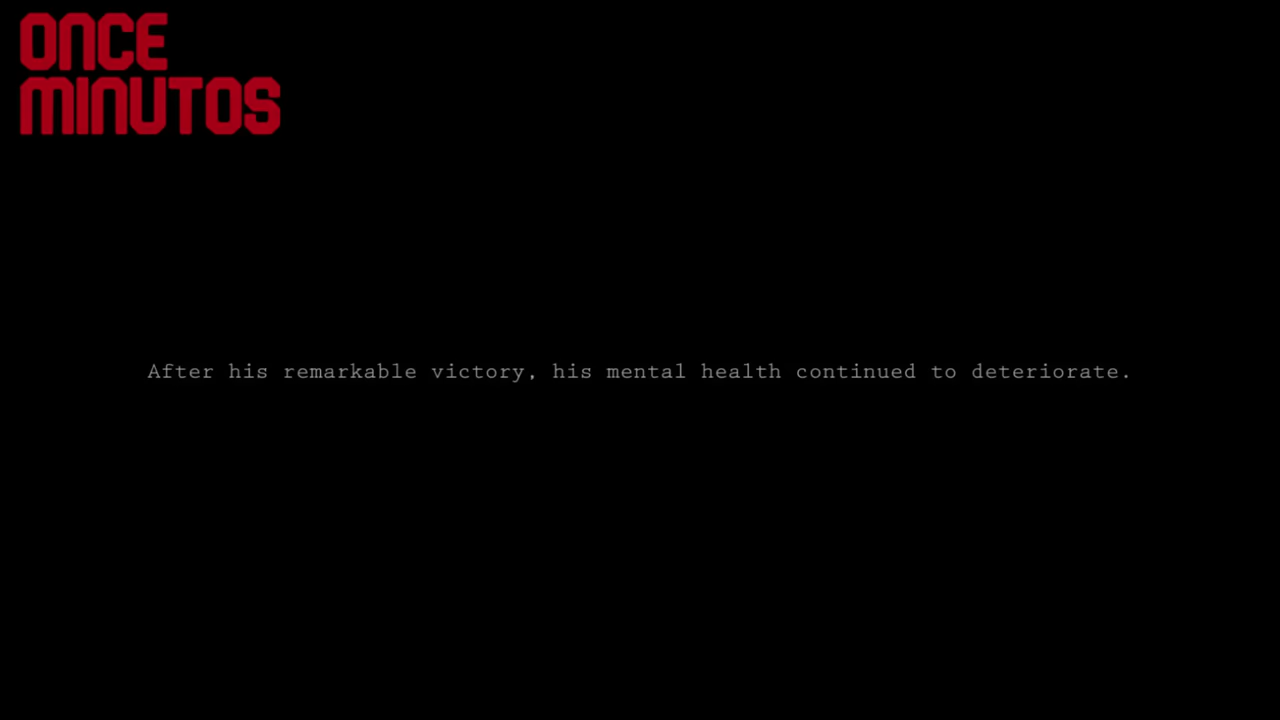 ONCE
MINUTOS
After his remarkable victory, his mental health continued to deteriorate.